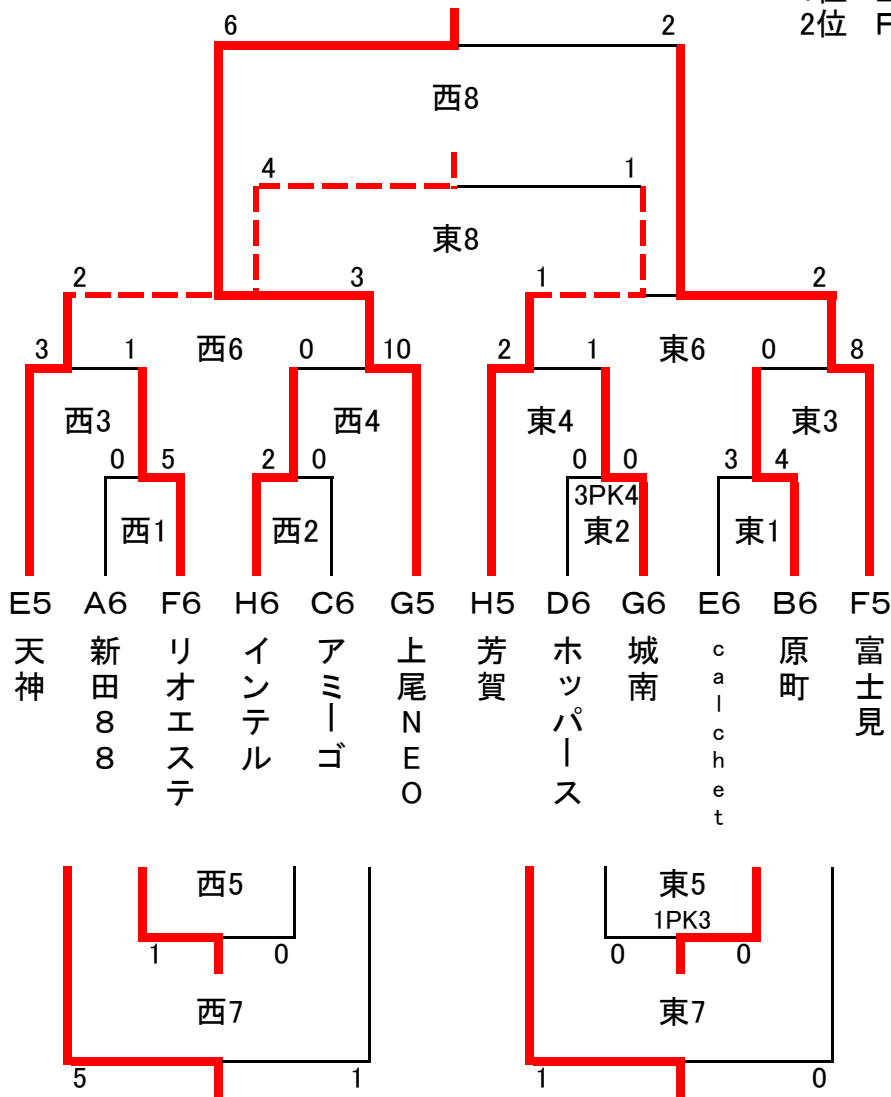 2位 F
6 2
西8
4 1
東8
2 3 1 2
3 1 西6 0 10 2 1 東6 0 8
西3 西4 東4 東3
0 5 2 0 0 0 3 4
3PK4
西1 西2 東2 東1
E5 A6 F6 H6 C6 G5 H5 D6 G6 E6 B6 F5
天神
新田88
リオエステ
インテル
アミーゴ
上尾NEO
芳賀
ホッパース
城南
calchet
原町
富士見
西5 東5
1PK3
1 0 0 0
西7 東7
5 1 1 0